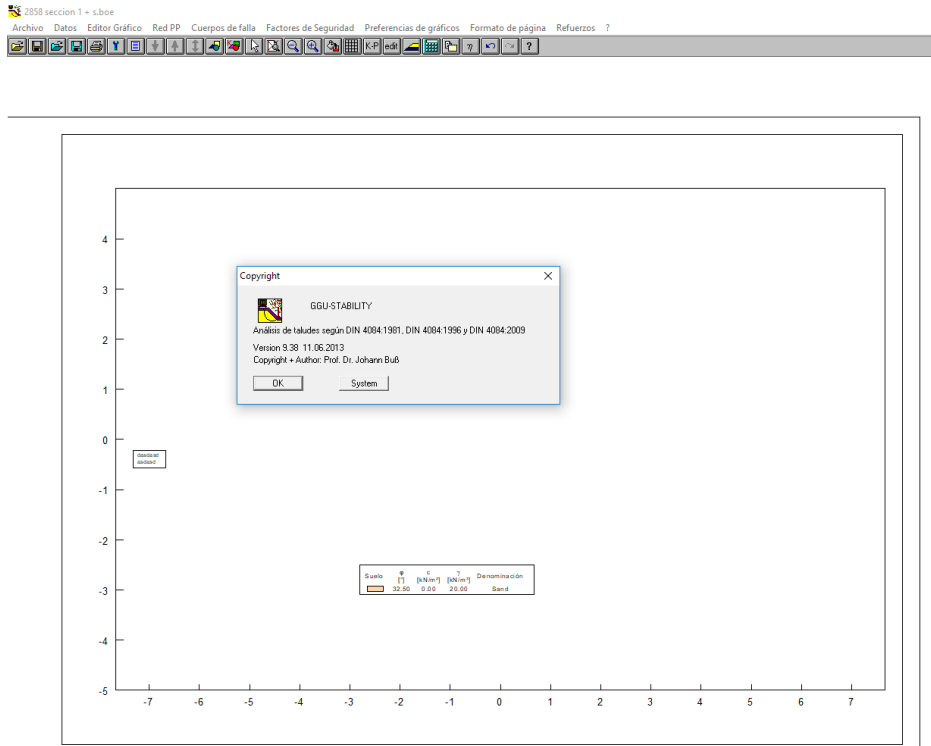 2858 seccion 1 + s.boe
Archivo Datos Editor Gráfico Red PP Cuerpos de falla Factores de Seguridad Preferencias de gráficos Formato de página Refuerzos ?
K-P edit η ?
4
3
Copyright
GGU-STABILITY
Análisis de taludes según DIN 4084:1981, DIN 4084:1996 y DIN 4084:2009
2
Version 9.38 11.06.2013
Copyright + Author: Prof. Dr. Johann Buß
OK System
1
0
-1
-2
Suelo φ c γ Denominación
[°] [kN/m²] [kN/m³]
32.50 0.00 20.00 Sand
-3
-4
-5
-7 -6 -5 -4 -3 -2 -1 0 1 2 3 4 5 6 7